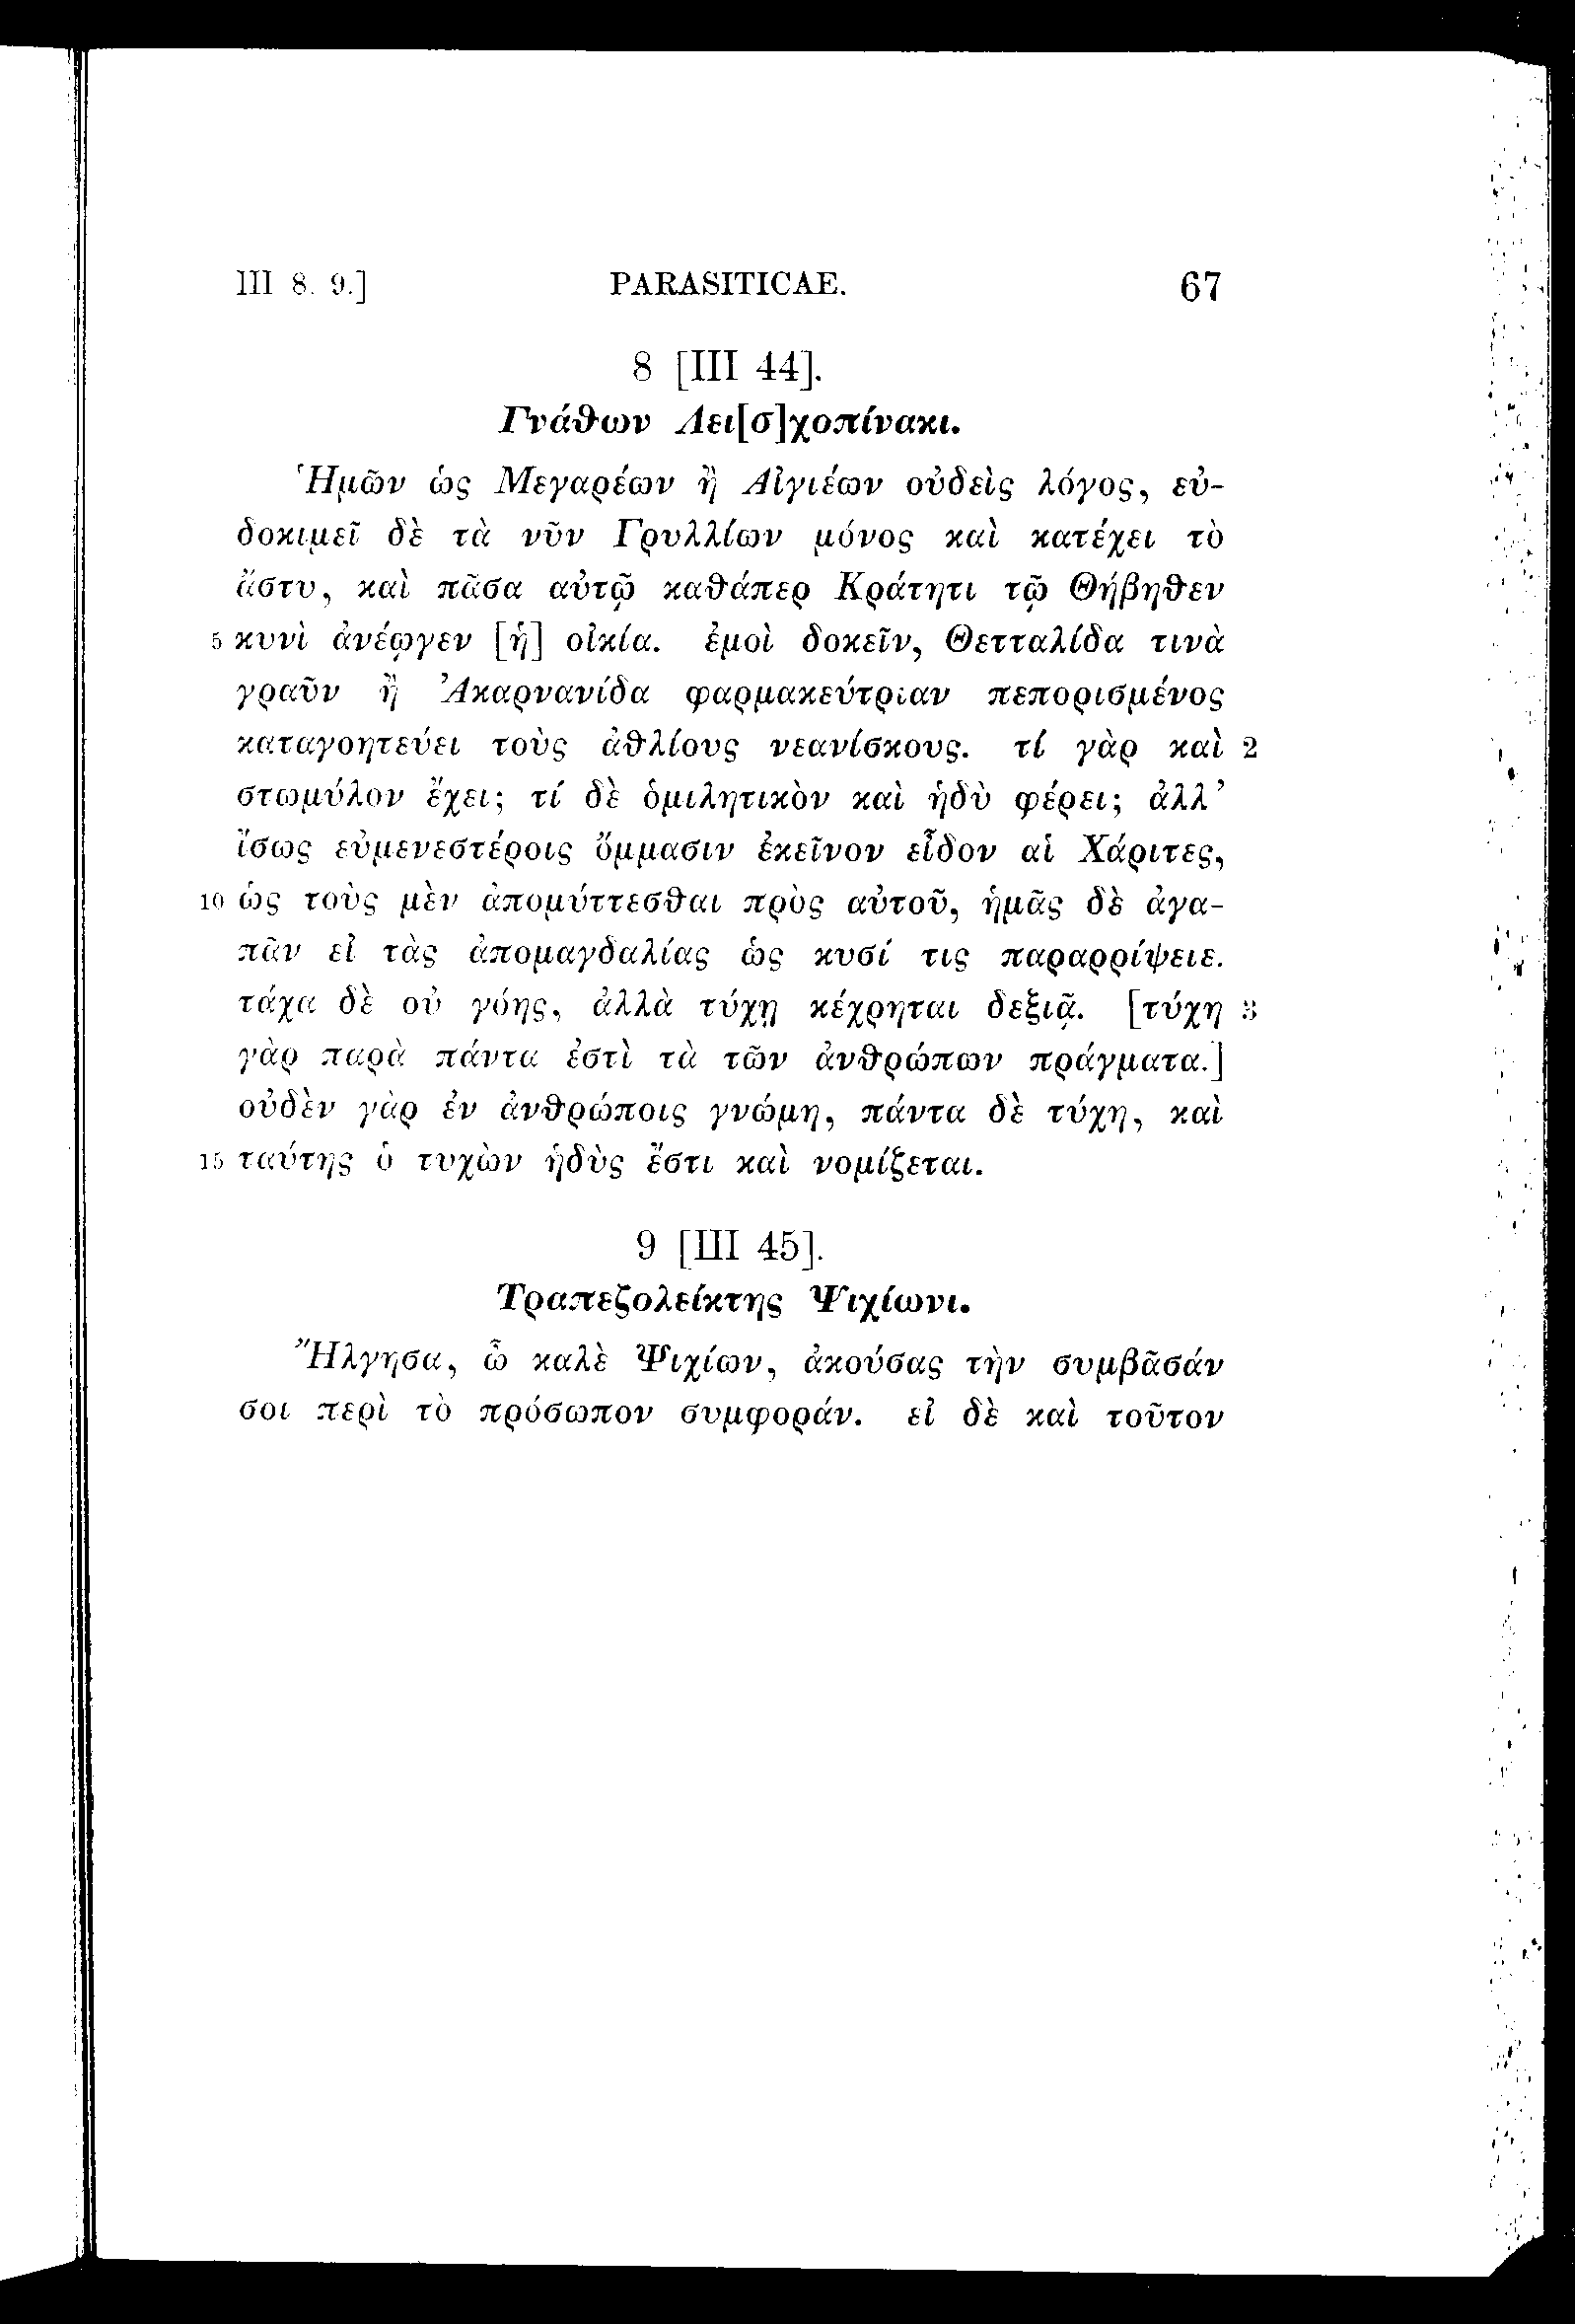 III 8. 9.] PARASITICAE. 67
8 [III 44].
Γνάθων Λει[σ]χοπίνακι.
Ἡμῶν ὡς Μεγαρέων ἢ Αἰγιέων οὐδεὶς λόγος, εὐ-
δοκιμεῖ δὲ τὰ νῦν Γρυλλίων μόνος καὶ κατέχει τὸ
ἄστυ, καὶ πᾶσα αὐτῷ καθάπερ Κράτητι τῷ Θήβηθεν
5 κυνὶ ἀνέῳγεν [ἡ] οἰκία. ἐμοὶ δοκεῖν, Θετταλίδα τινὰ
γραῦν ἢ Ἀκαρνανίδα φαρμακεύτριαν πεπορισμένος
καταγοητεύει τοὺς ἀθλίους νεανίσκους. τί γὰρ καὶ 2
στωμύλον ἔχει; τί δὲ ὁμιλητικὸν καὶ ἡδὺ φέρει; ἀλλ’
ἴσως εὐμενεστέροις ὄμμασιν ἐκεῖνον εἶδον αἱ Χάριτες,
10 ὡς τοὺς μὲν ἀπομύττεσθαι πρὸς αὐτοῦ, ἡμᾶς δὲ ἀγα-
πᾶν εἰ τὰς ἀπομαγδαλίας ὡς κυσί τις παραρρίψειε.
τάχα δὲ οὐ γόης, ἀλλὰ τύχῃ κέχρηται δεξιᾷ. [τύχη 3
γὰρ παρὰ πάντα ἐστὶ τὰ τῶν ἀνθρώπων πράγματα.]
οὐδὲν γὰρ ἐν ἀνθρώποις γνώμη, πάντα δὲ τύχη, καὶ
15 ταύτης ὁ τυχὼν ἡδὺς ἔστι καὶ νομίζεται.
9 [III 45].
Τραπεζολείκτης Ψιχίωνι.
Ἤλγησα, ὦ καλὲ Ψιχίων, ἀκούσας τὴν συμβᾶσάν
σοι περὶ τὸ πρόσωπον συμφοράν. εἰ δὲ καὶ τοῦτον